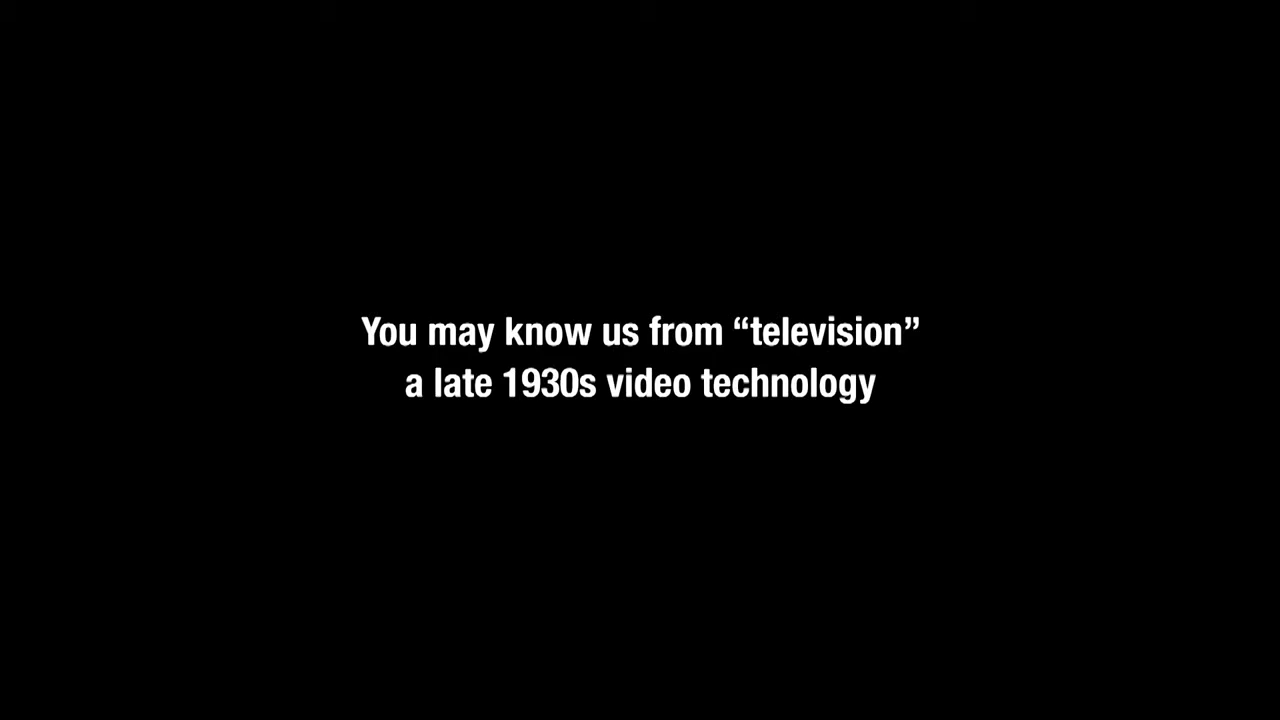 You may know us from “television”
a late 1930s video technology